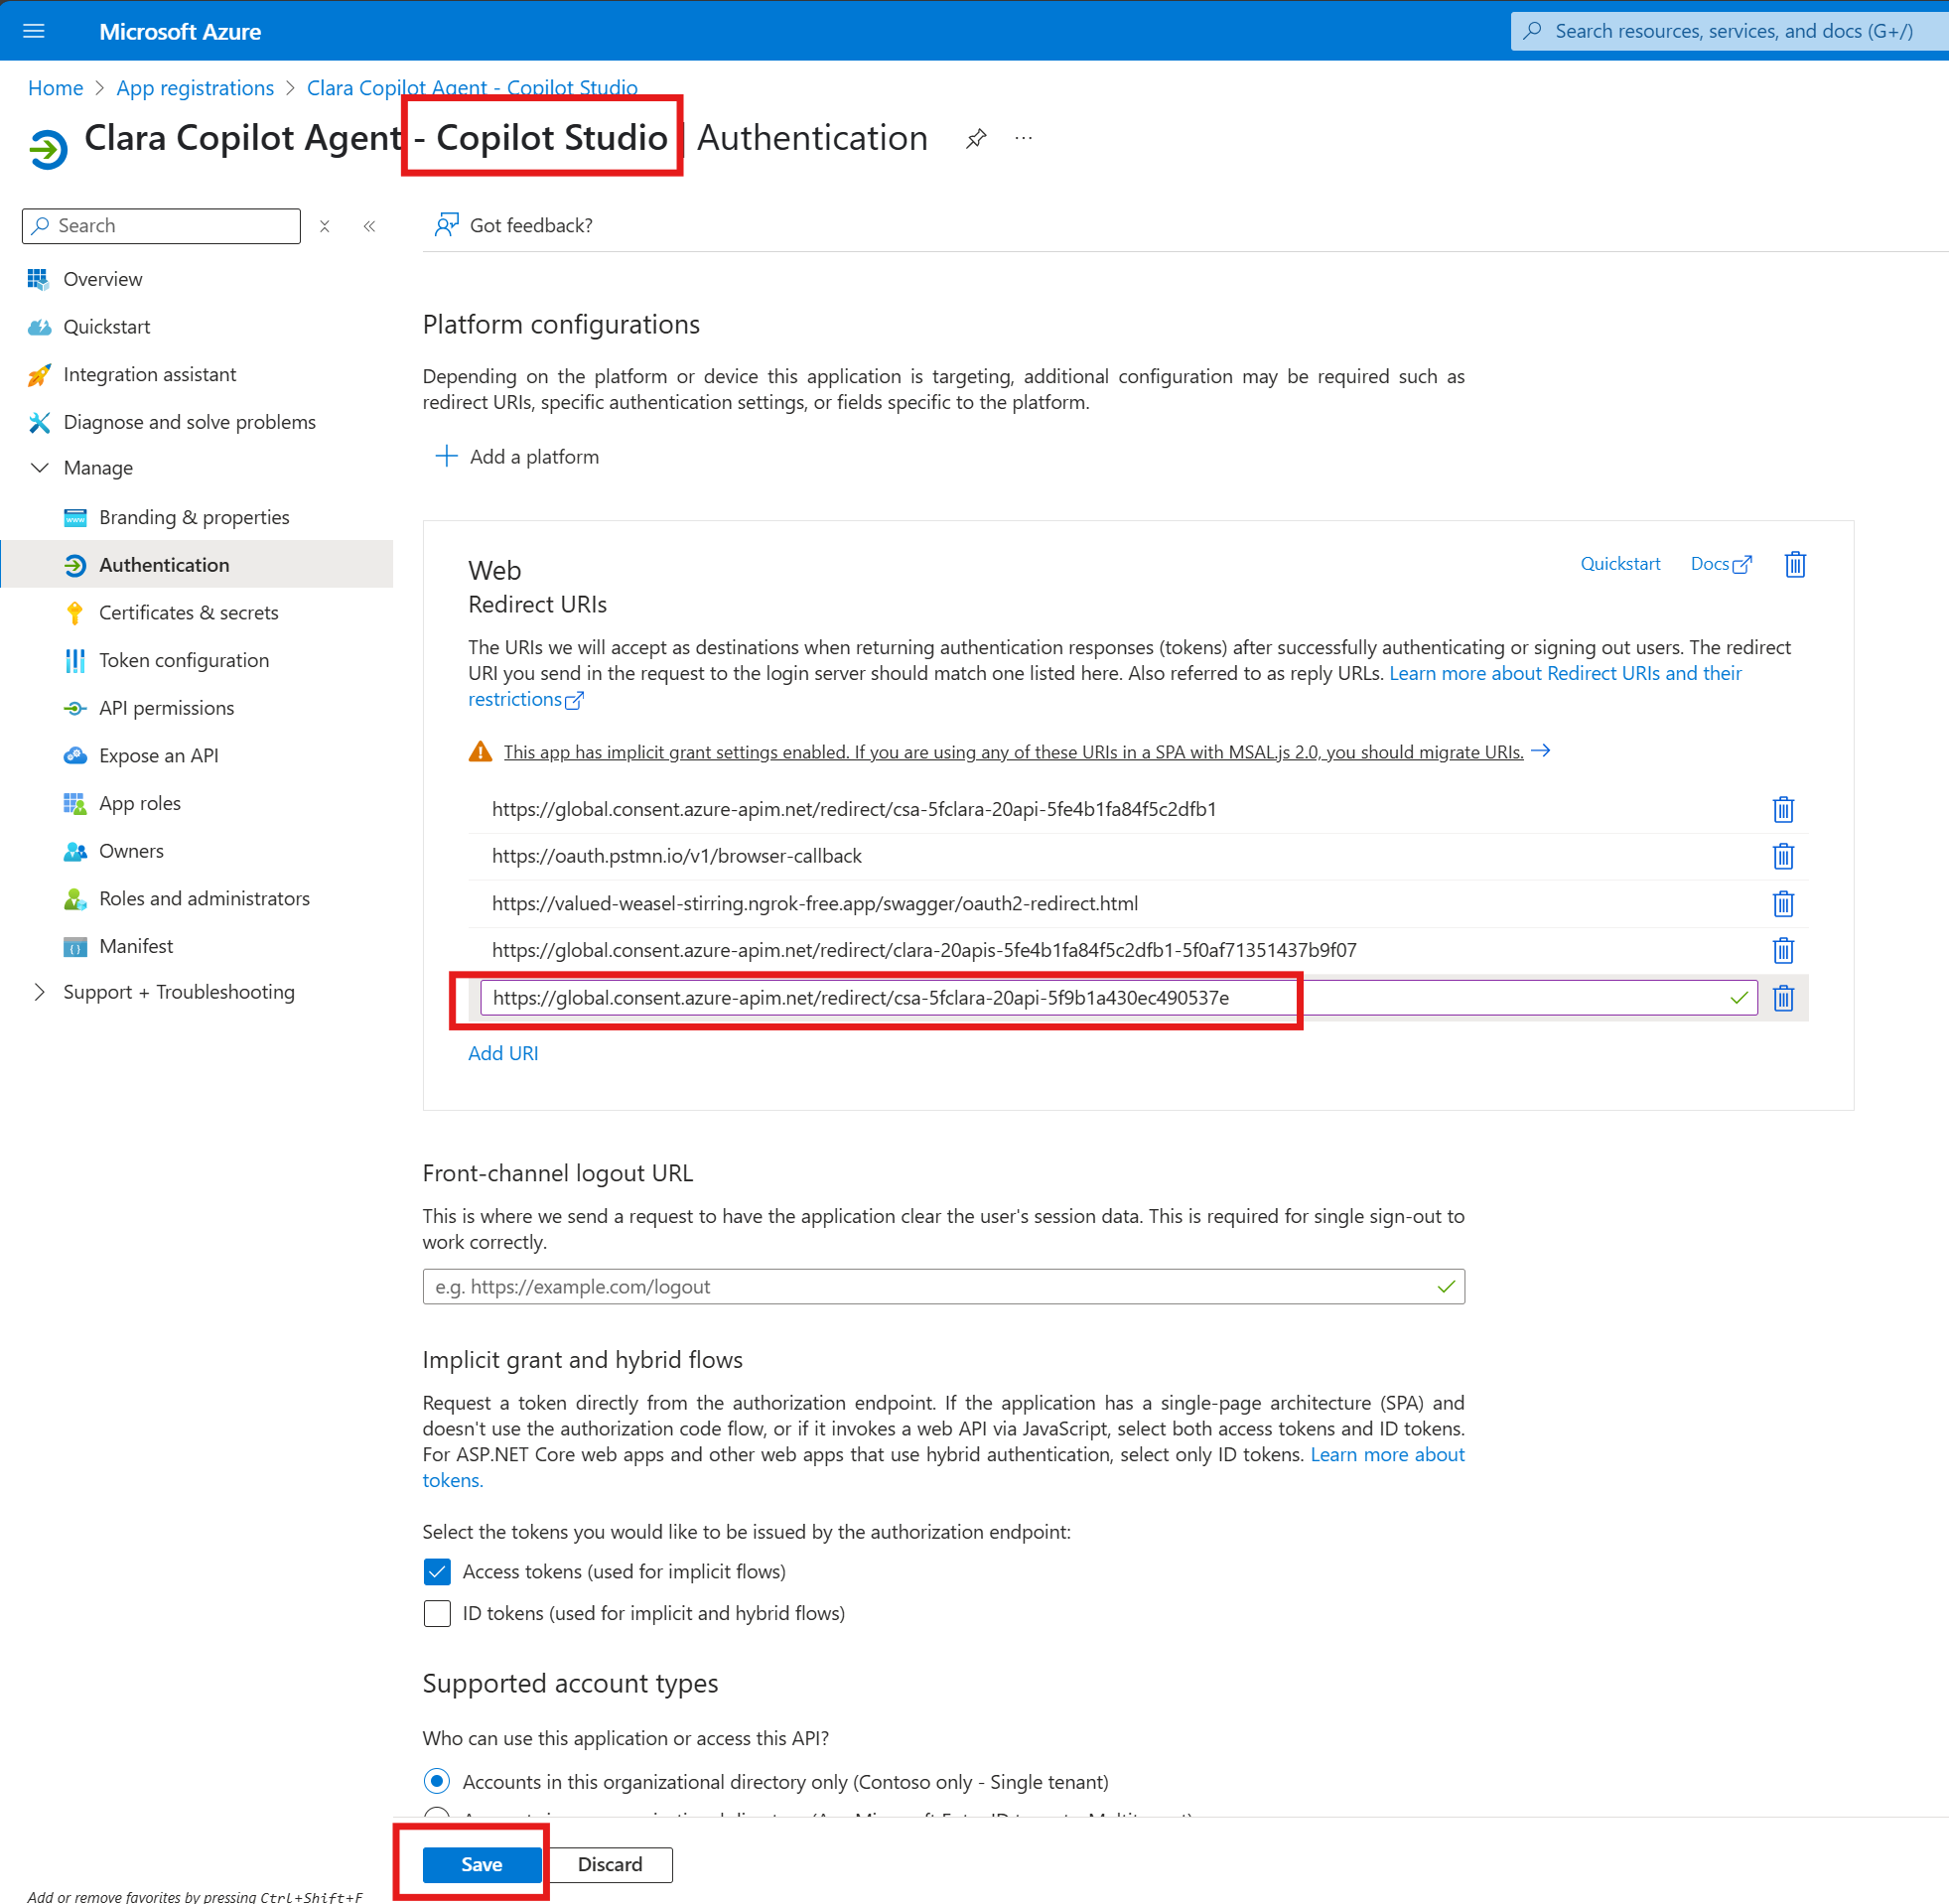 Microsoft Azure
Search resources, services, and docs (G+/)
Home > App registrations > Clara Copilot Agent - Copilot Studio
Clara Copilot Agent - Copilot Studio | Authentication
Search
Got feedback?
Overview
Quickstart
Integration assistant
Diagnose and solve problems
Manage
Branding & properties
Authentication
Certificates & secrets
Token configuration
API permissions
Expose an API
App roles
Owners
Roles and administrators
Manifest
Support + Troubleshooting
Platform configurations
Depending on the platform or device this application is targeting, additional configuration may be required such as
redirect URIs, specific authentication settings, or fields specific to the platform.
Add a platform
Web
Quickstart
Docs
Redirect URIs
The URIs we will accept as destinations when returning authentication responses (tokens) after successfully authenticating or signing out users. The redirect
URI you send in the request to the login server should match one listed here. Also referred to as reply URLs. Learn more about Redirect URIs and their
restrictions
This app has implicit grant settings enabled. If you are using any of these URIs in a SPA with MSAL.js 2.0, you should migrate URIs.
https://global.consent.azure-apim.net/redirect/csa-5fclara-20api-5fe4b1fa84f5c2dfb1
https://oauth.pstmn.io/v1/browser-callback
https://valued-weasel-stirring.ngrok-free.app/swagger/oauth2-redirect.html
https://global.consent.azure-apim.net/redirect/clara-20apis-5fe4b1fa84f5c2dfb1-5f0af71351437b9f07
https://global.consent.azure-apim.net/redirect/csa-5fclara-20api-5f9b1a430ec490537e
Add URI
Front-channel logout URL
This is where we send a request to have the application clear the user's session data. This is required for single sign-out to
work correctly.
e.g. https://example.com/logout
Implicit grant and hybrid flows
Request a token directly from the authorization endpoint. If the application has a single-page architecture (SPA) and
doesn't use the authorization code flow, or if it invokes a web API via JavaScript, select both access tokens and ID tokens.
For ASP.NET Core web apps and other web apps that use hybrid authentication, select only ID tokens. Learn more about
tokens.
Select the tokens you would like to be issued by the authorization endpoint:
Access tokens (used for implicit flows)
ID tokens (used for implicit and hybrid flows)
Supported account types
Who can use this application or access this API?
Accounts in this organizational directory only (Contoso only - Single tenant)
Save
Discard
Add or remove favorites by pressing Ctrl+Shift+F